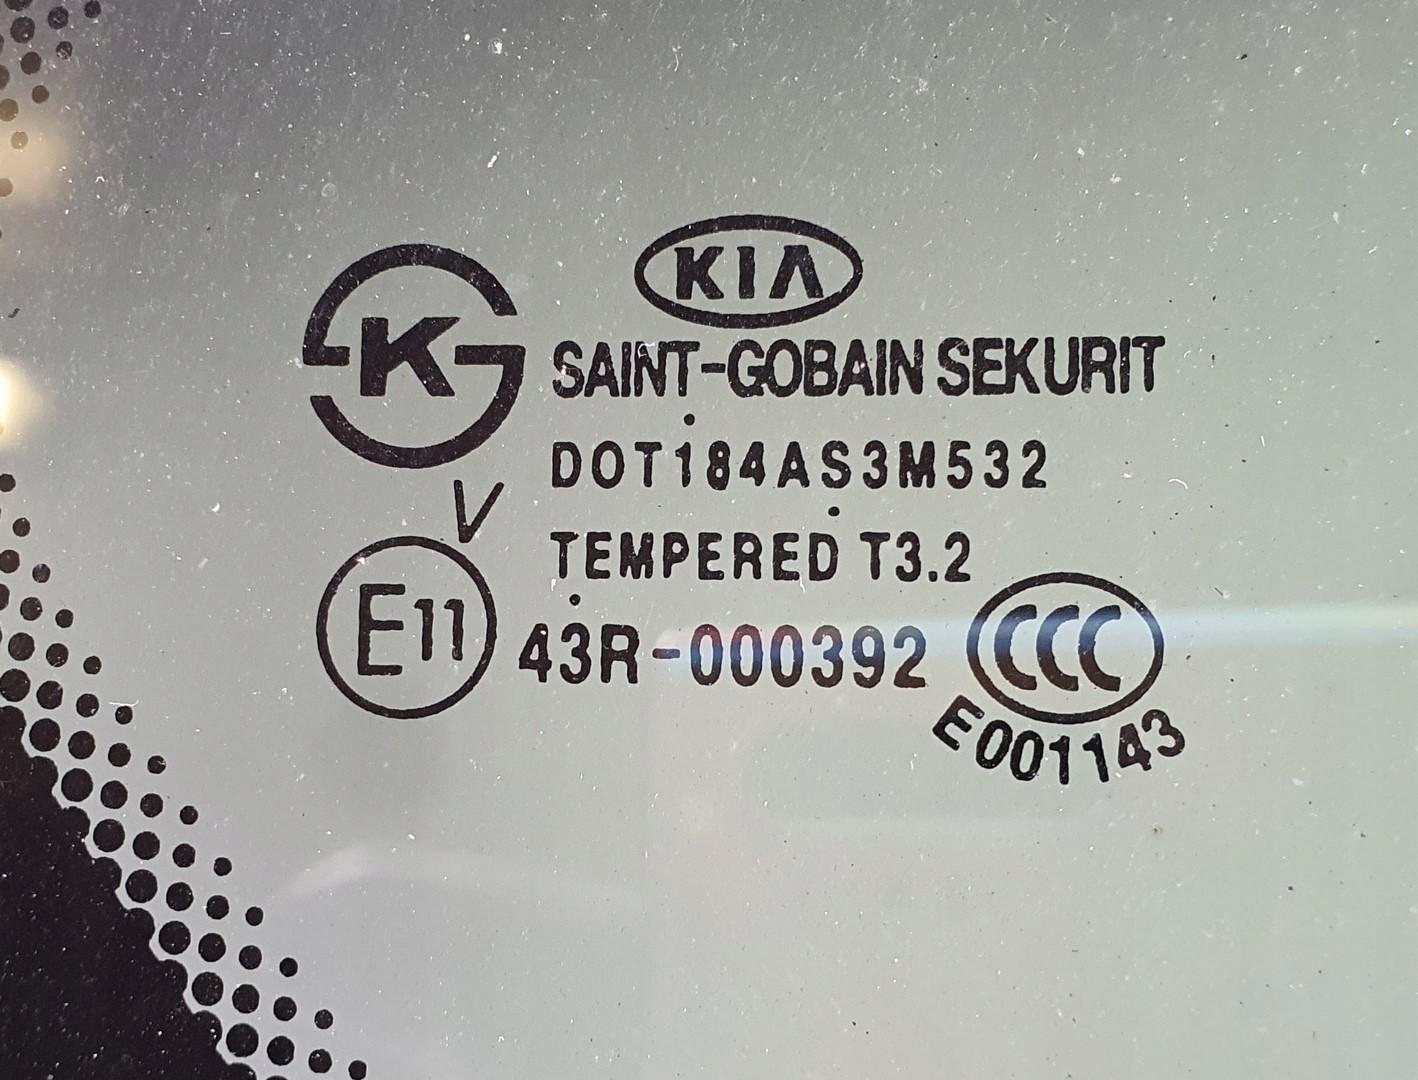 KIA
K
SAINT-GOBAIN SEKURIT
DOT184AS3M532
V
TEMPERED T3.2
E11
43R-000392
CCC
E001143